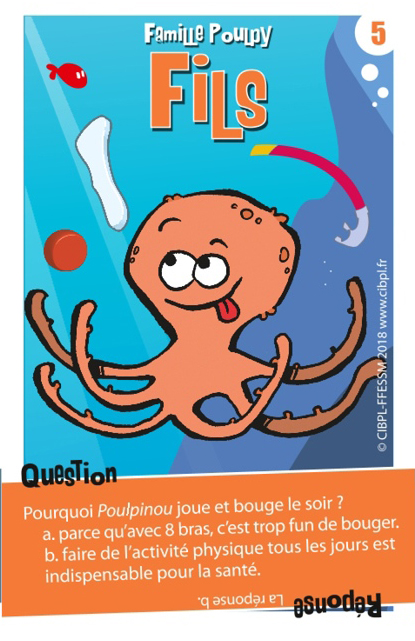 Famille Poulpy
5
Fils
© CIBPL-FFESSM 2018 www.cibpl.fr
Question
Pourquoi Poulpinou joue et bouge le soir ?
a. parce qu'avec 8 bras, c'est trop fun de bouger.
b. faire de l'activité physique tous les jours est
indispensable pour la santé.
Réponse
La réponse b.